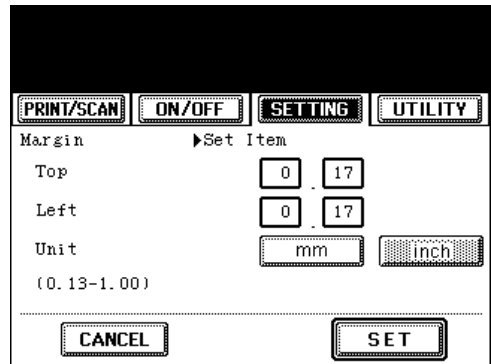 PRINT/SCAN ON/OFF SETTING UTILITY
Margin ▶Set Item
Top 0 . 17
Left 0 . 17
Unit mm inch
(0.13-1.00)
CANCEL SET